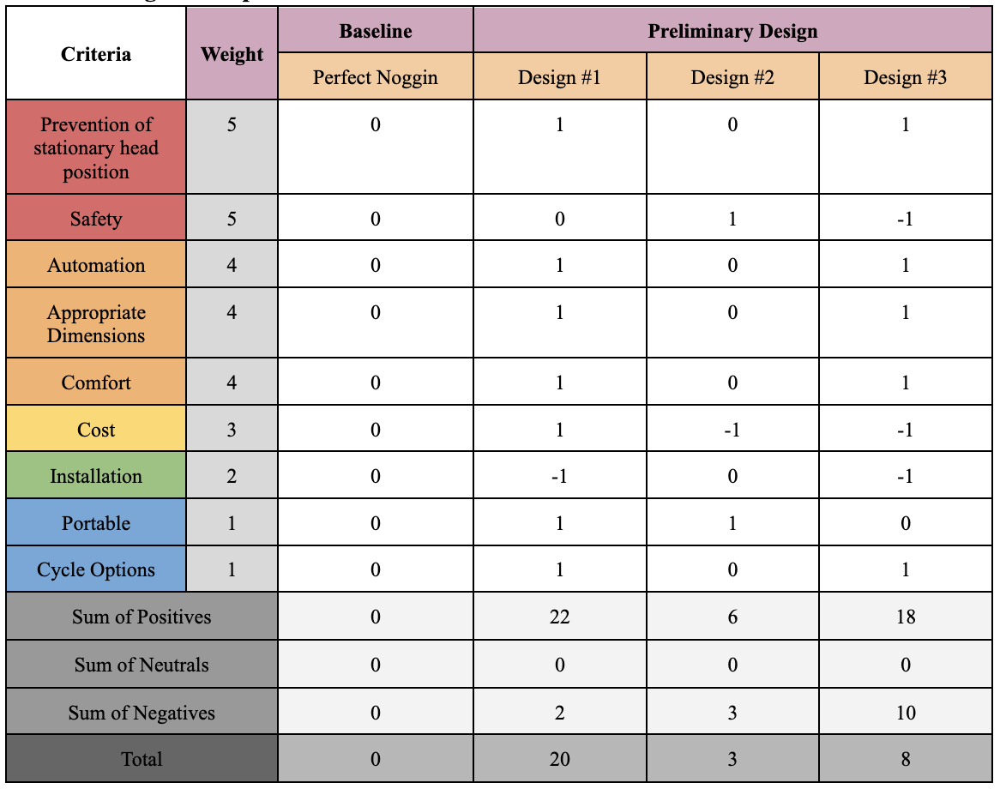 Criteria Weight Baseline Preliminary Design
Perfect Noggin Design #1 Design #2 Design #3
Prevention of
stationary head
position
5 0 1 0 1
Safety 5 0 0 1 -1
Automation 4 0 1 0 1
Appropriate
Dimensions
4 0 1 0 1
Comfort 4 0 1 0 1
Cost 3 0 1 -1 -1
Installation 2 0 -1 0 -1
Portable 1 0 1 1 0
Cycle Options 1 0 1 0 1
Sum of Positives 0 22 6 18
Sum of Neutrals 0 0 0 0
Sum of Negatives 0 2 3 10
Total 0 20 3 8